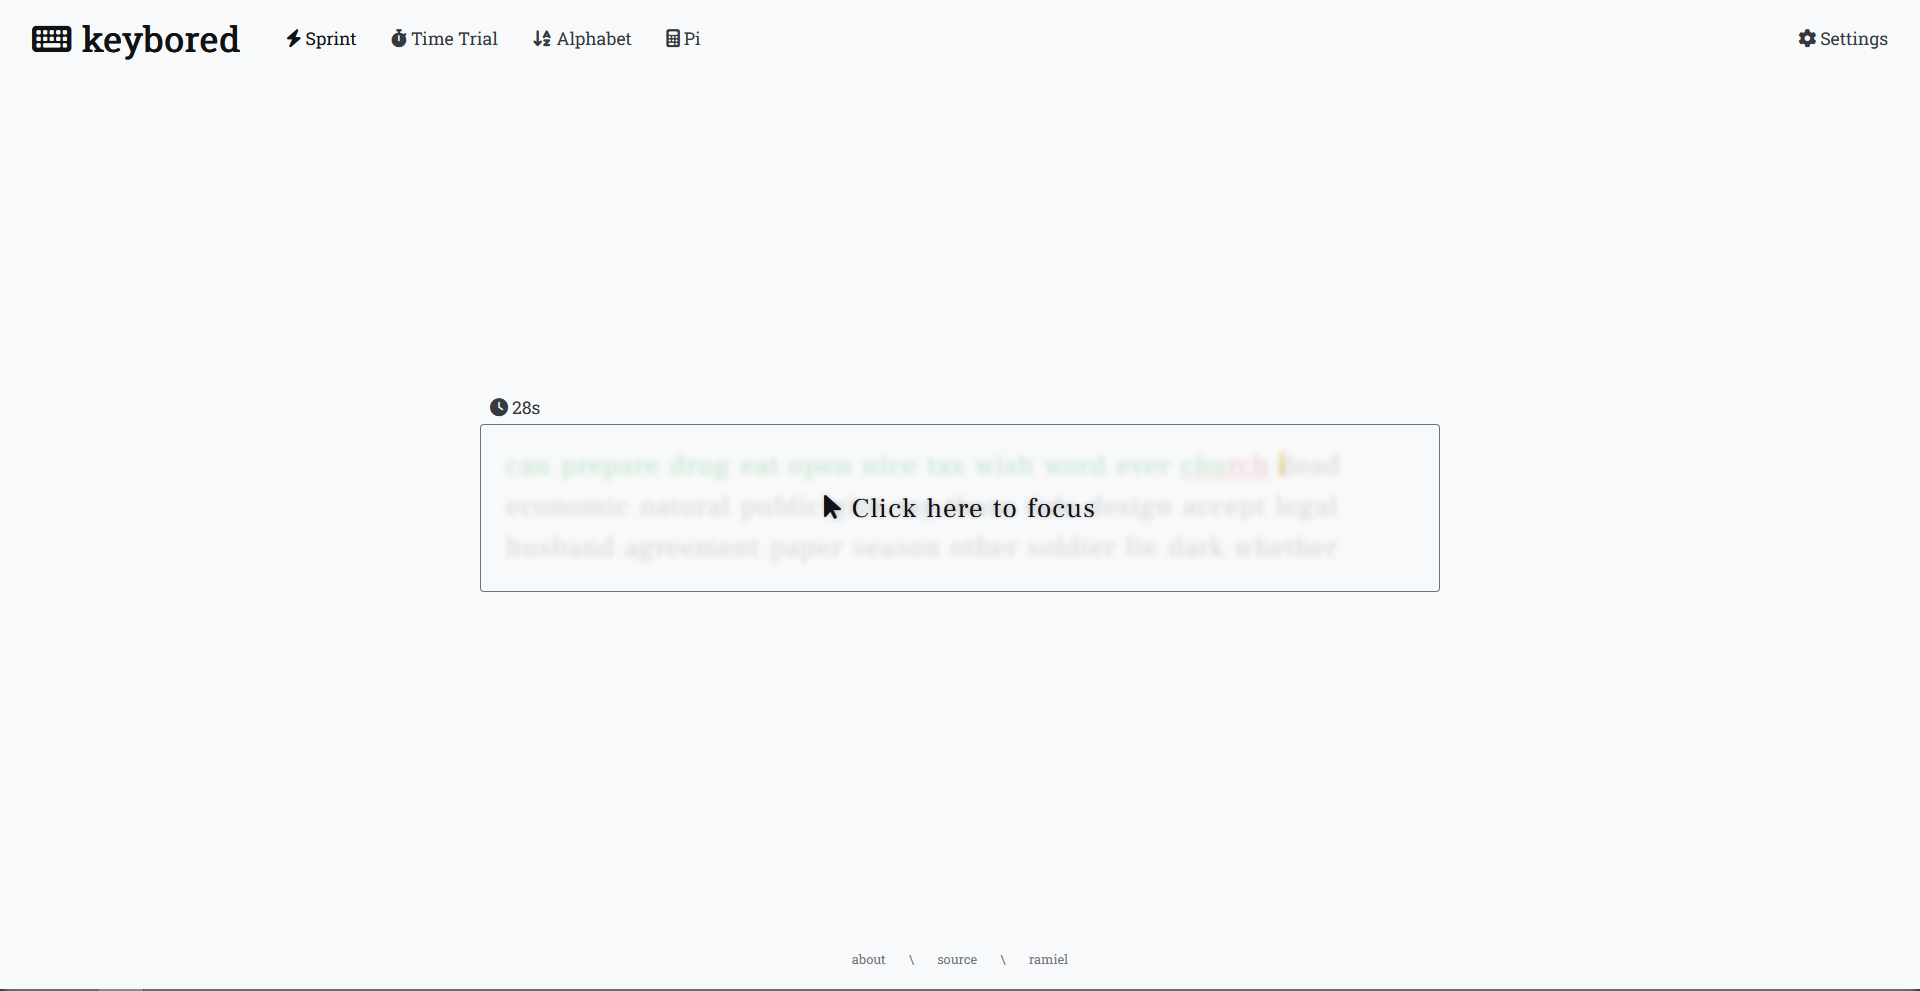 keybored
Sprint
Time Trial
Alphabet
Pi
Settings
28s
can prepare drug eat open nice tax wish word ever church lead
economic natural public design accept legal
Click here to focus
husband agreement paper season other soldier lie dark whether
about \ source \ ramiel